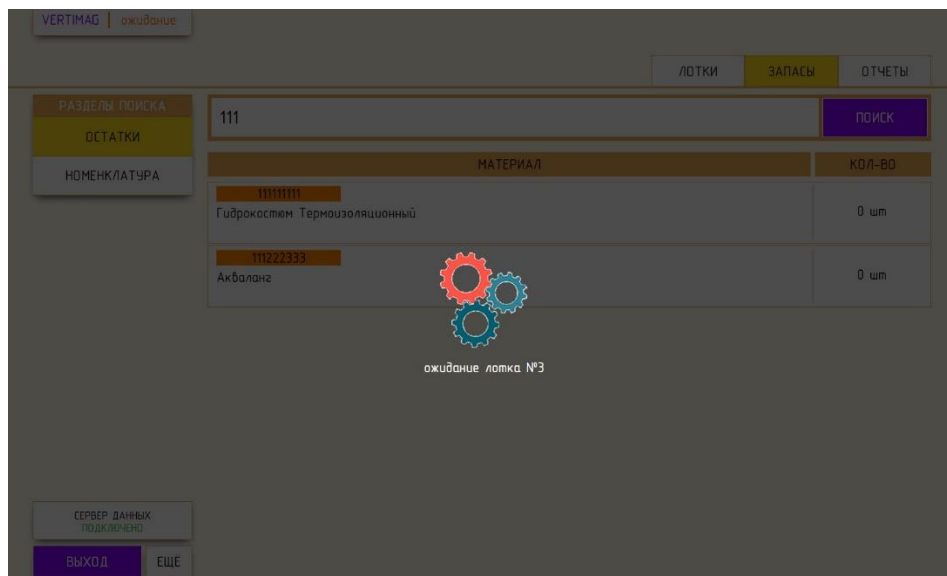 VERTIMAG | ожидание
ЛОТКИ ЗАПАСЫ ОТЧЕТЫ
РАЗДЕЛЫ ПОИСКА
ОСТАТКИ
НОМЕНКЛАТУРА
111 ПОИСК
МАТЕРИАЛ КОЛ-ВО
111111111
Гидрокостюм Термоизоляционный 0 шт
111222333
Акваланг 0 шт
ожидание лотка №3
СЕРВЕР ДАННЫХ
ПОДКЛЮЧЕНО
ВЫХОД ЕЩЕ